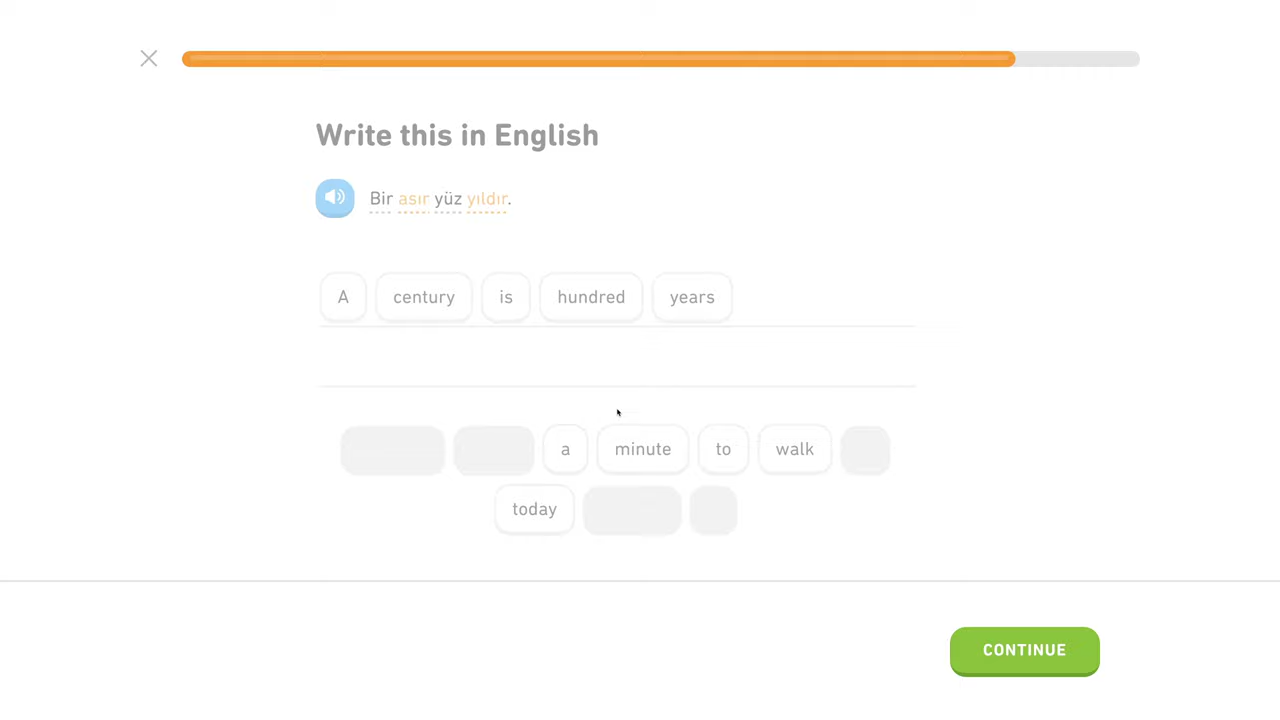 Write this in English
Bir asır yüz yıldır.
A century is hundred years
a minute to walk
today
CONTINUE